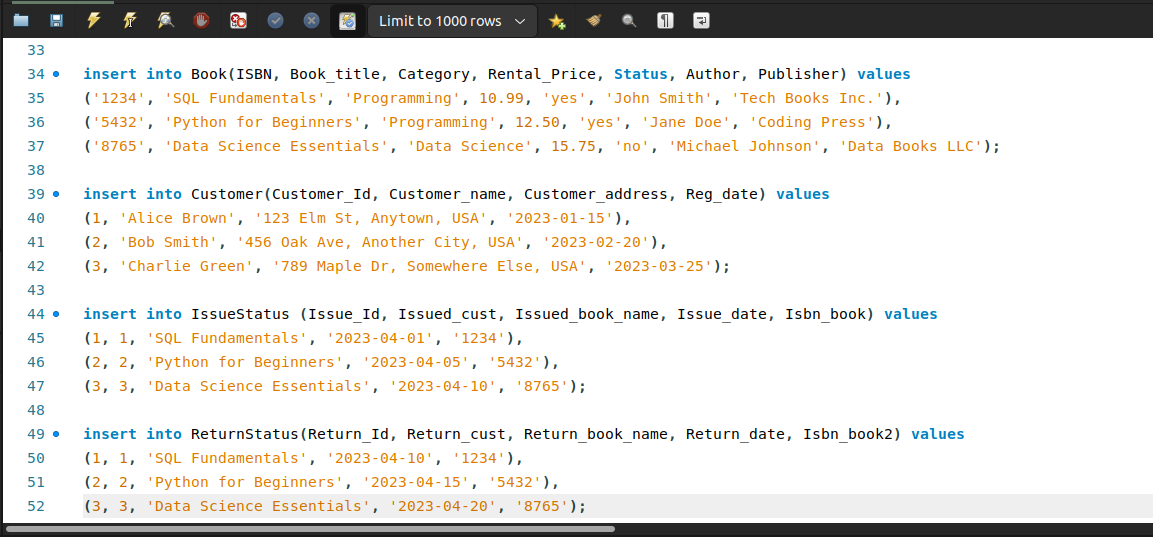 Limit to 1000 rows
33
34 insert into Book(ISBN, Book_title, Category, Rental_Price, Status, Author, Publisher) values
35 ('1234', 'SQL Fundamentals', 'Programming', 10.99, 'yes', 'John Smith', 'Tech Books Inc.'),
36 ('5432', 'Python for Beginners', 'Programming', 12.50, 'yes', 'Jane Doe', 'Coding Press'),
37 ('8765', 'Data Science Essentials', 'Data Science', 15.75, 'no', 'Michael Johnson', 'Data Books LLC');
38
39 insert into Customer(Customer_Id, Customer_name, Customer_address, Reg_date) values
40 (1, 'Alice Brown', '123 Elm St, Anytown, USA', '2023-01-15'),
41 (2, 'Bob Smith', '456 Oak Ave, Another City, USA', '2023-02-20'),
42 (3, 'Charlie Green', '789 Maple Dr, Somewhere Else, USA', '2023-03-25');
43
44 insert into IssueStatus (Issue_Id, Issued_cust, Issued_book_name, Issue_date, Isbn_book) values
45 (1, 1, 'SQL Fundamentals', '2023-04-01', '1234'),
46 (2, 2, 'Python for Beginners', '2023-04-05', '5432'),
47 (3, 3, 'Data Science Essentials', '2023-04-10', '8765');
48
49 insert into ReturnStatus(Return_Id, Return_cust, Return_book_name, Return_date, Isbn_book2) values
50 (1, 1, 'SQL Fundamentals', '2023-04-10', '1234'),
51 (2, 2, 'Python for Beginners', '2023-04-15', '5432'),
52 (3, 3, 'Data Science Essentials', '2023-04-20', '8765');